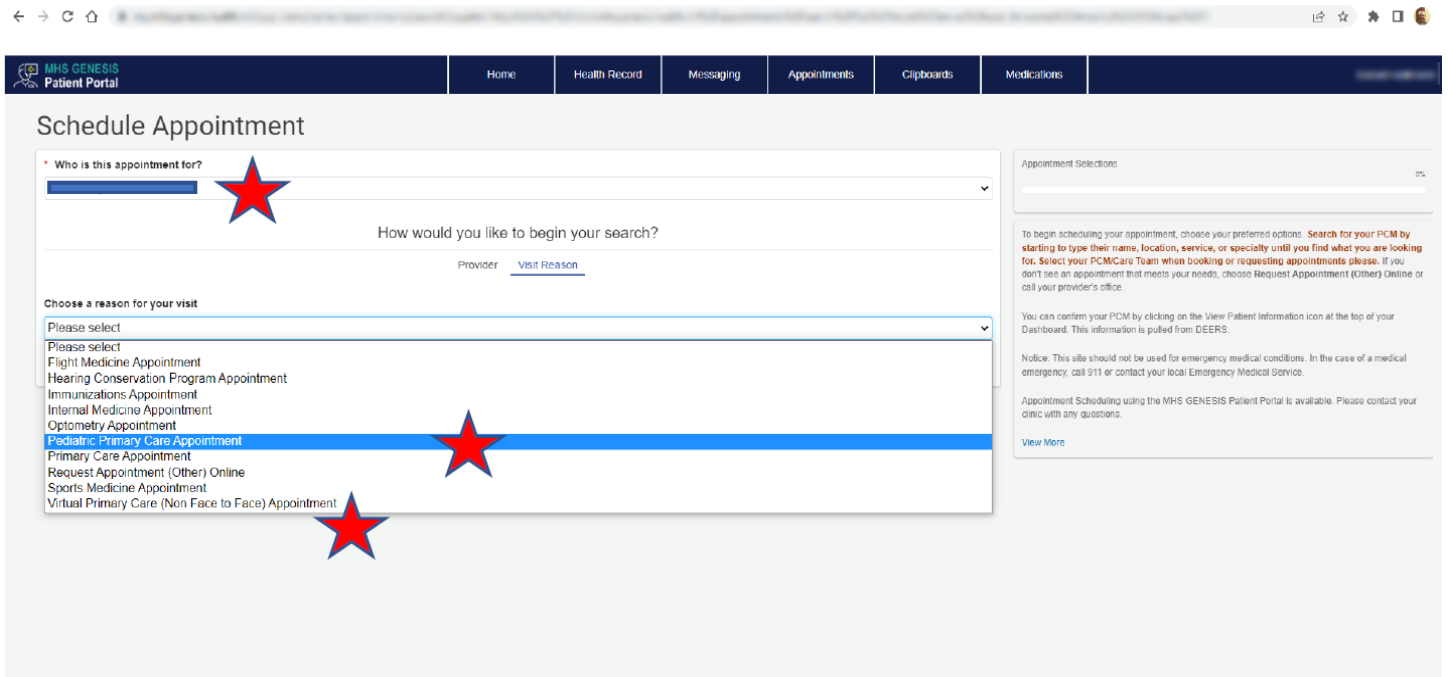 MHS GENESIS
Patient Portal
Home
Health Record
Messaging
Appointments
Clipboards
Medications
Schedule Appointment
* Who is this appointment for?
How would you like to begin your search?
Provider
Visit Reason
Choose a reason for your visit
Please select
Please select
Flight Medicine Appointment
Hearing Conservation Program Appointment
Immunizations Appointment
Internal Medicine Appointment
Optometry Appointment
Pediatric Primary Care Appointment
Primary Care Appointment
Request Appointment (Other) Online
Sports Medicine Appointment
Virtual Primary Care (Non Face to Face) Appointment
Appointment Selections
0%
To begin scheduling your appointment, choose your preferred options. Search for your PCM by
starting to type their name, location, service, or specialty until you find what you are looking
for. Select your PCM/Care Team when booking or requesting appointments please. If you
don't see an appointment that meets your needs, choose Request Appointment (Other) Online or
call your provider's office.
You can confirm your PCM by clicking on the View Patient Information icon at the top of your
Dashboard. This information is pulled from DEERS.
Notice: This site should not be used for emergency medical conditions. In the case of a medical
emergency, call 911 or contact your local Emergency Medical Service.
Appointment Scheduling using the MHS GENESIS Patient Portal is available. Please contact your
clinic with any questions.
View More